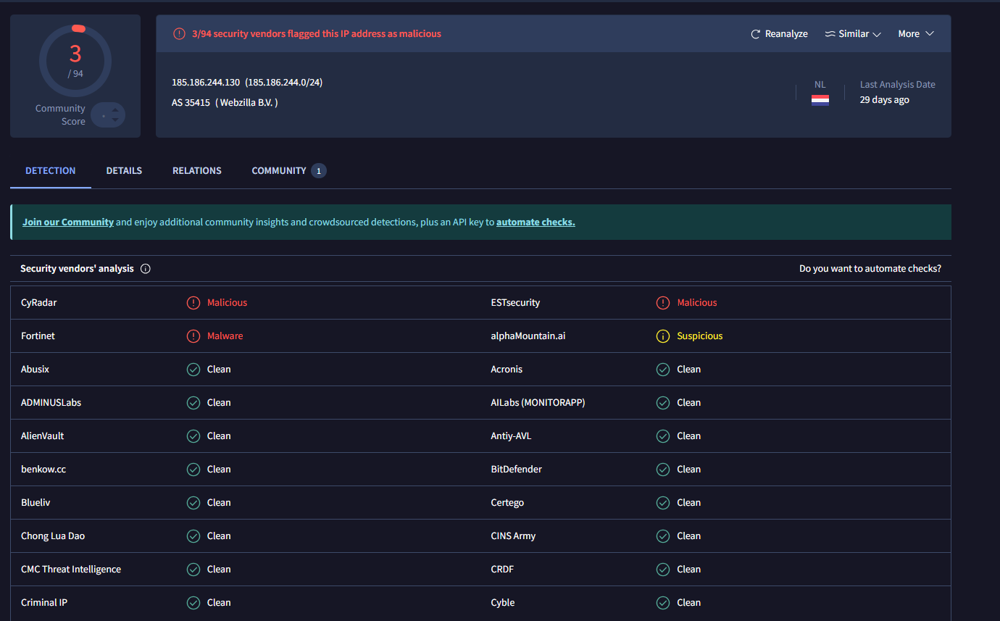 3
/ 94
Community
Score
3/94 security vendors flagged this IP address as malicious
Reanalyze
Similar
More
185.186.244.130 (185.186.244.0/24)
AS 35415 ( Webzilla B.V. )
NL
Last Analysis Date
29 days ago
DETECTION
DETAILS
RELATIONS
COMMUNITY 1
Join our Community and enjoy additional community insights and crowdsourced detections, plus an API key to automate checks.
Security vendors' analysis
Do you want to automate checks?
CyRadar Malicious ESTsecurity Malicious
Fortinet Malware alphaMountain.ai Suspicious
Abusix Clean Acronis Clean
ADMINUSLabs Clean AILabs (MONITORAPP) Clean
AlienVault Clean Antiy-AVL Clean
benkow.cc Clean BitDefender Clean
Blueliv Clean Certego Clean
Chong Lua Dao Clean CINS Army Clean
CMC Threat Intelligence Clean CRDF Clean
Criminal IP Clean Cyble Clean